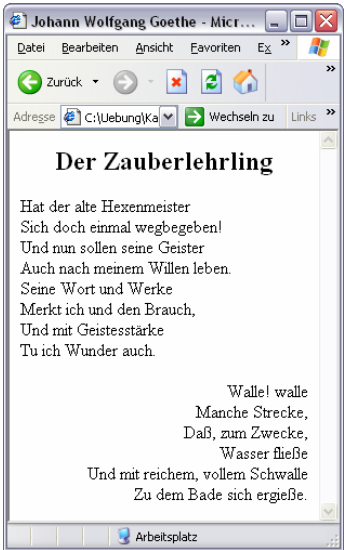 Johann Wolfgang Goethe - Micr...
Datei Bearbeiten Ansicht Favoriten Ex »
Zurück »
Adresse C:\Uebung\Ka Wechseln zu Links »
Der Zauberlehrling
Hat der alte Hexenmeister
Sich doch einmal wegbegeben!
Und nun sollen seine Geister
Auch nach meinem Willen leben.
Seine Wort und Werke
Merkt ich und den Brauch,
Und mit Geistesstärke
Tu ich Wunder auch.
Walle! walle
Manche Strecke,
Daß, zum Zwecke,
Wasser fließe
Und mit reichem, vollem Schwalle
Zu dem Bade sich ergieße.
Arbeitsplatz